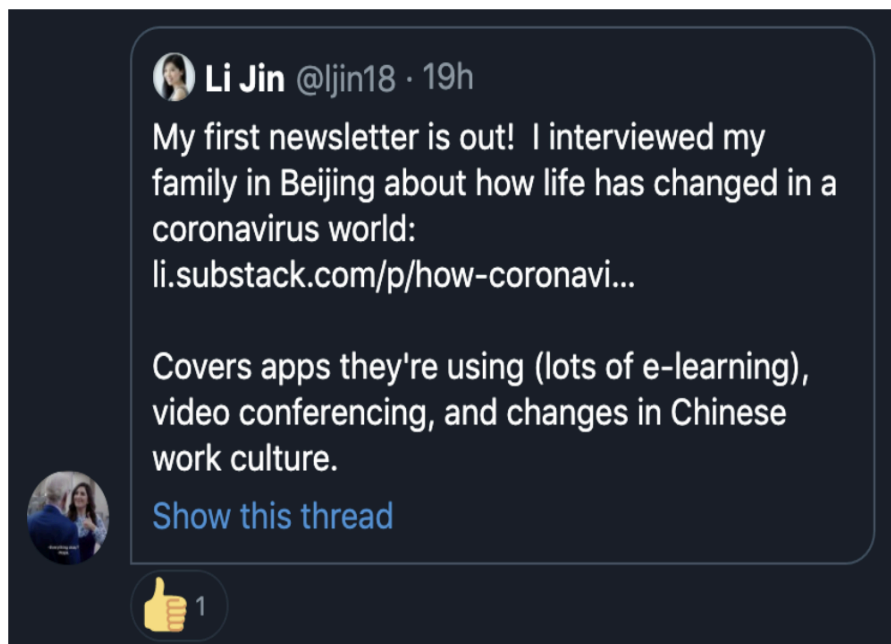 Li Jin @ljin18 · 19h
My first newsletter is out! I interviewed my
family in Beijing about how life has changed in a
coronavirus world:
li.substack.com/p/how-coronavi...
Covers apps they're using (lots of e-learning),
video conferencing, and changes in Chinese
work culture.
Show this thread
1